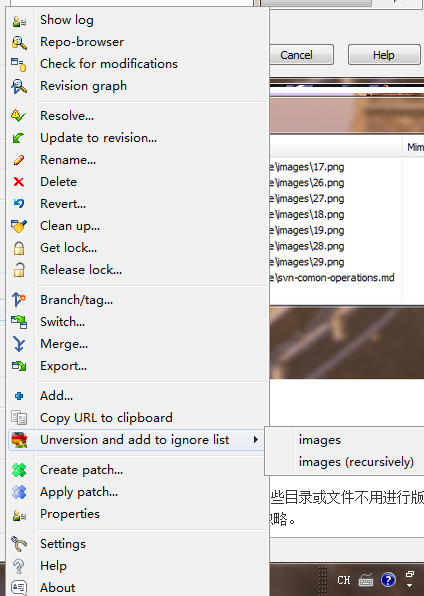 Show log
Repo-browser
Check for modifications
Revision graph
Resolve...
Update to revision...
Rename...
Delete
Revert...
Clean up...
Get lock...
Release lock...
Branch/tag...
Switch...
Merge...
Export...
Add...
Copy URL to clipboard
Unversion and add to ignore list
images
images (recursively)
Create patch...
Apply patch...
Properties
Settings
Help
About
Cancel
Help
Mim
e\images\17.png
e\images\26.png
e\images\27.png
e\images\18.png
e\images\19.png
e\images\28.png
e\images\29.png
e\svn-comon-operations.md
些目录或文件不用进行版
略。
CH